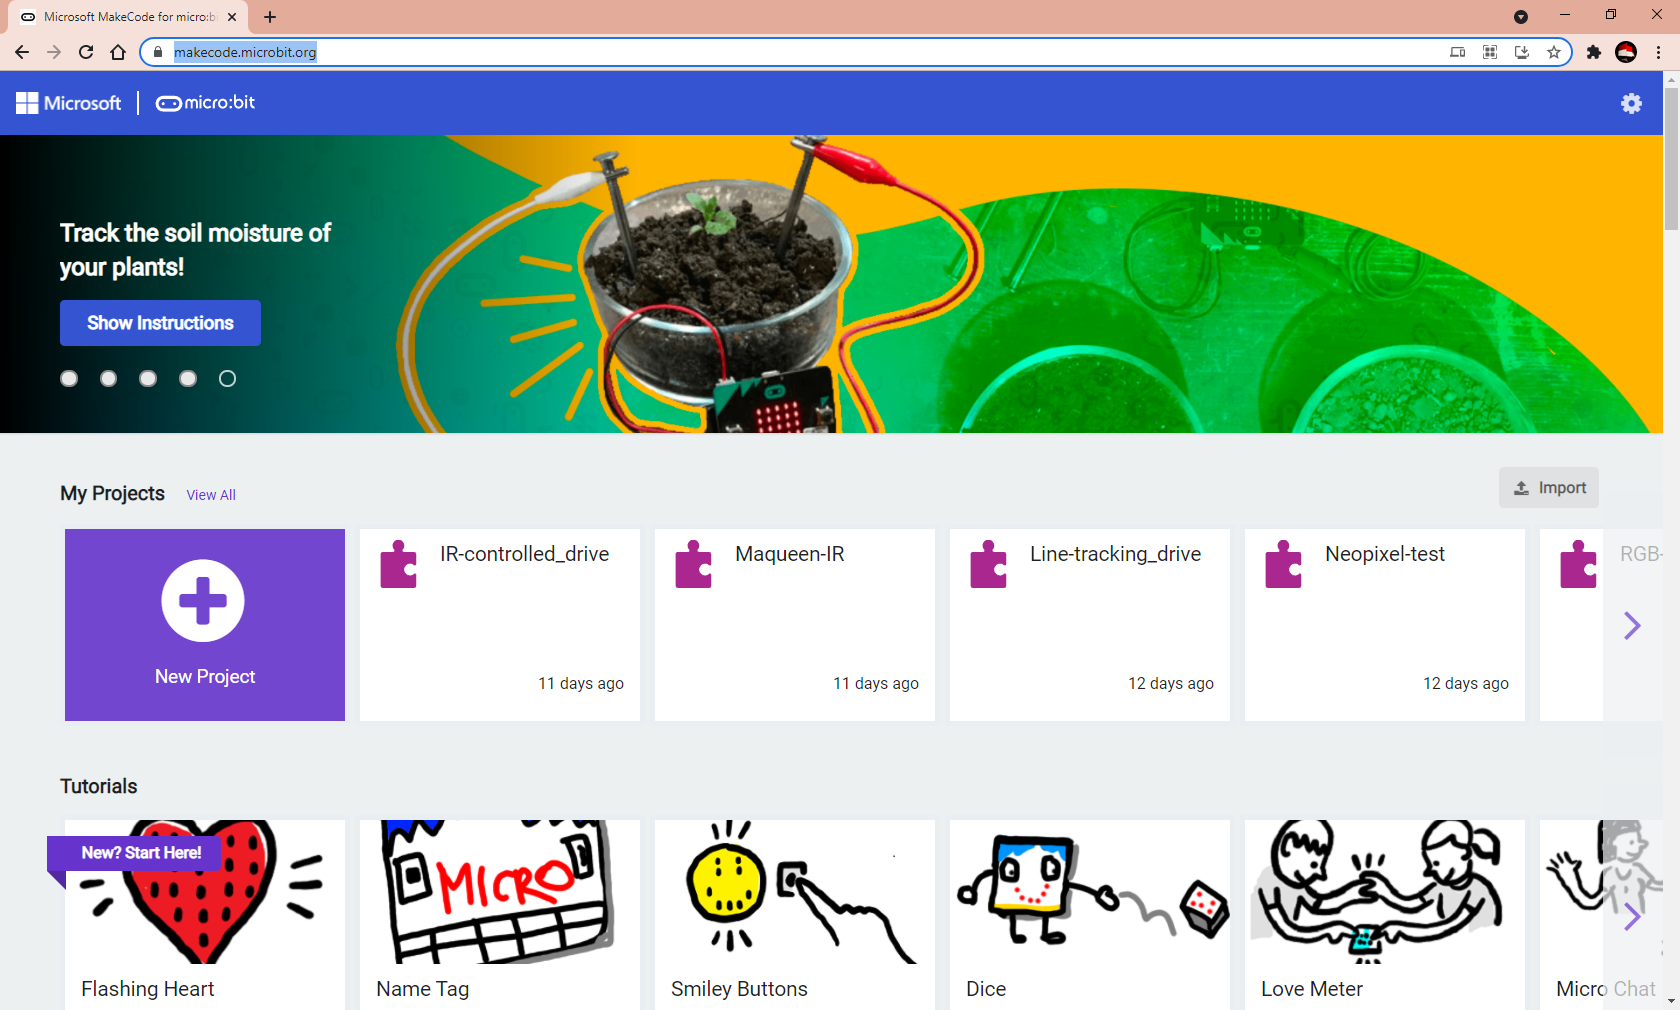 Microsoft MakeCode for micro:bi
makecode.microbit.org
Microsoft
micro:bit
Track the soil moisture of
your plants!
Show Instructions
My Projects
View All
Import
New Project
IR-controlled_drive
11 days ago
Maqueen-IR
11 days ago
Line-tracking_drive
12 days ago
Neopixel-test
12 days ago
RGB-
Tutorials
New? Start Here!
MICRO
Flashing Heart
Name Tag
Smiley Buttons
Dice
Love Meter
Micro Chat